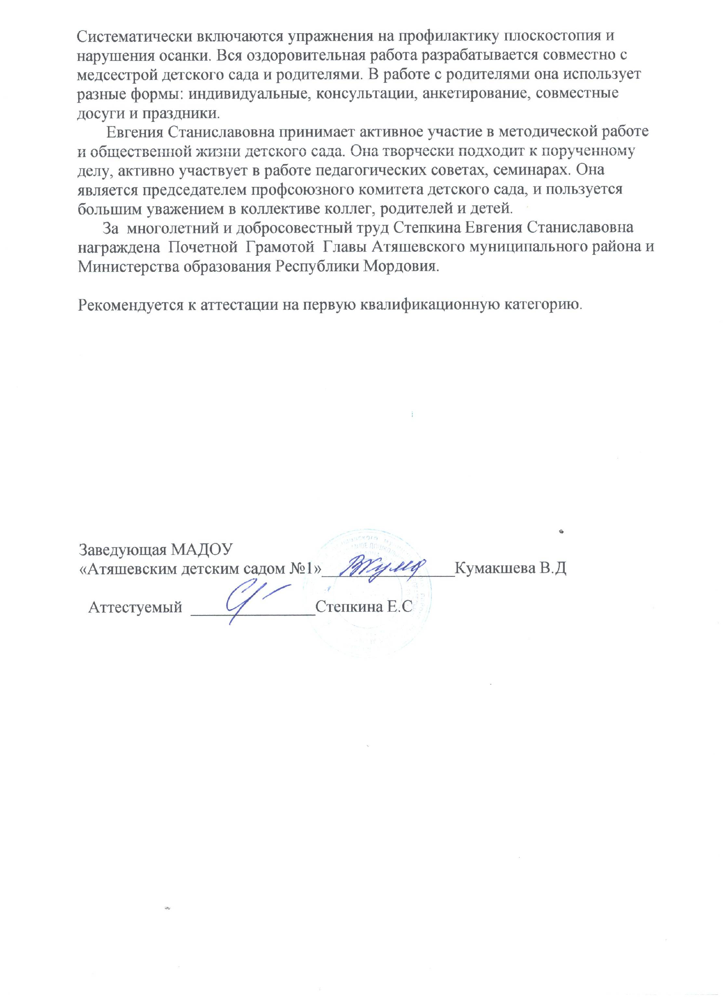 Систематически включаются упражнения на профилактику плоскостопия и
нарушения осанки. Вся оздоровительная работа разрабатывается совместно с
медсестрой детского сада и родителями. В работе с родителями она использует
разные формы: индивидуальные, консультации, анкетирование, совместные
досуги и праздники.
Евгения Станиславовна принимает активное участие в методической работе
и общественной жизни детского сада. Она творчески подходит к порученному
делу, активно участвует в работе педагогических советах, семинарах. Она
является председателем профсоюзного комитета детского сада, и пользуется
большим уважением в коллективе коллег, родителей и детей.
За многолетний и добросовестный труд Степкина Евгения Станиславовна
награждена Почетной Грамотой Главы Атяшевского муниципального района и
Министерства образования Республики Мордовия.
Рекомендуется к аттестации на первую квалификационную категорию.
Заведующая МАДОУ
«Атяшевским детским садом №1»________________Кумакшева В.Д
Аттестуемый _______________Степкина Е.С